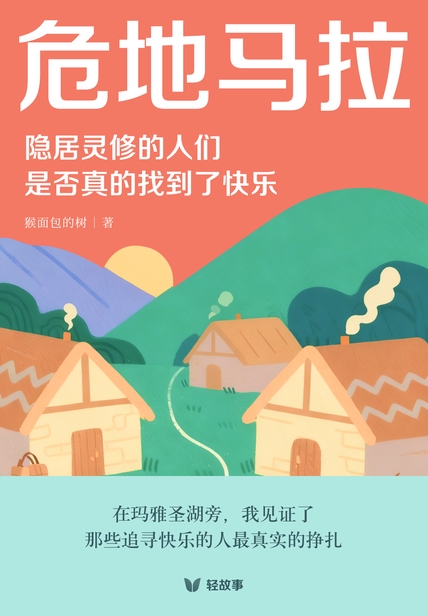 危地马拉
隐居灵修的人们
是否真的找到了快乐
猴面包的树｜著
在玛雅圣湖旁，我见证了
那些追寻快乐的人最真实的挣扎
轻故事